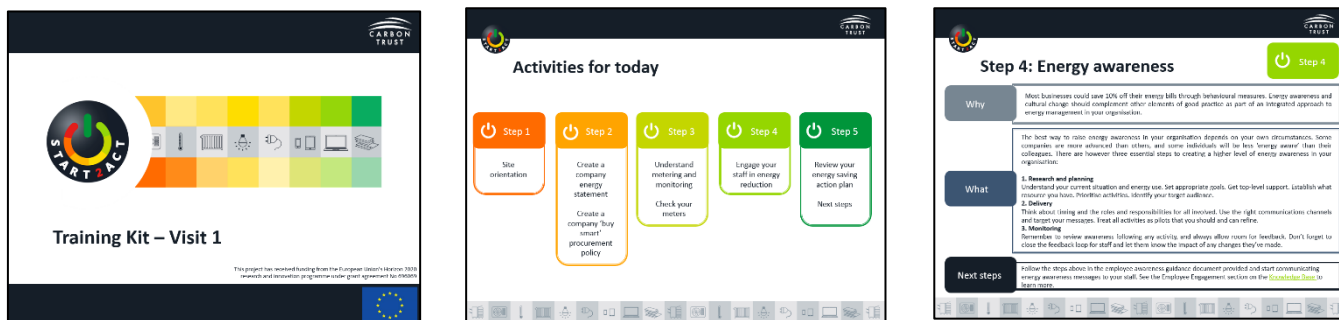 CARBON
TRUST
START2ACT
Training Kit – Visit 1
This project has received funding from the European Union's Horizon 2020
research and innovation programme under grant agreement No 696069
CARBON
TRUST
START2ACT
Activities for today
Step 1
Site
orientation
Step 2
Create a
company
energy
statement
Create a
company 'buy
smart'
procurement
policy
Step 3
Understand
metering and
monitoring
Check your
meters
Step 4
Engage your
staff in energy
reduction
Step 5
Review your
energy saving
action plan
Next steps
CARBON
TRUST
START2ACT
Step 4: Energy awareness
Step 4
Why
Most businesses could save 10% off their energy bills through behavioural measures. Energy awareness and
cultural change should complement other elements of good practice as part of an integrated approach to
energy management in your organisation.
What
The best way to raise energy awareness in your organisation depends on your own circumstances. Some
companies are more advanced than others, and some individuals will be less 'energy aware' than their
colleagues. There are however three essential steps to creating a higher level of energy awareness in your
organisation:
1. Research and planning
Understand your current situation and energy use. Set appropriate goals. Get top-level support. Establish what
resource you have. Prioritise activities. Identify your target audience.
2. Delivery
Think about timing and the roles and responsibilities for all involved. Use the right communications channels
and target your messages. Treat all activities as pilots that you should and can refine.
3. Monitoring
Remember to review awareness following any activity, and always allow room for feedback. Don't forget to
close the feedback loop for staff and let them know the impact of any changes they've made.
Next steps
Follow the steps above in the employee awareness guidance document provided and start communicating
energy awareness messages to your staff. See the Employee Engagement section on the Knowledge Base to
learn more.